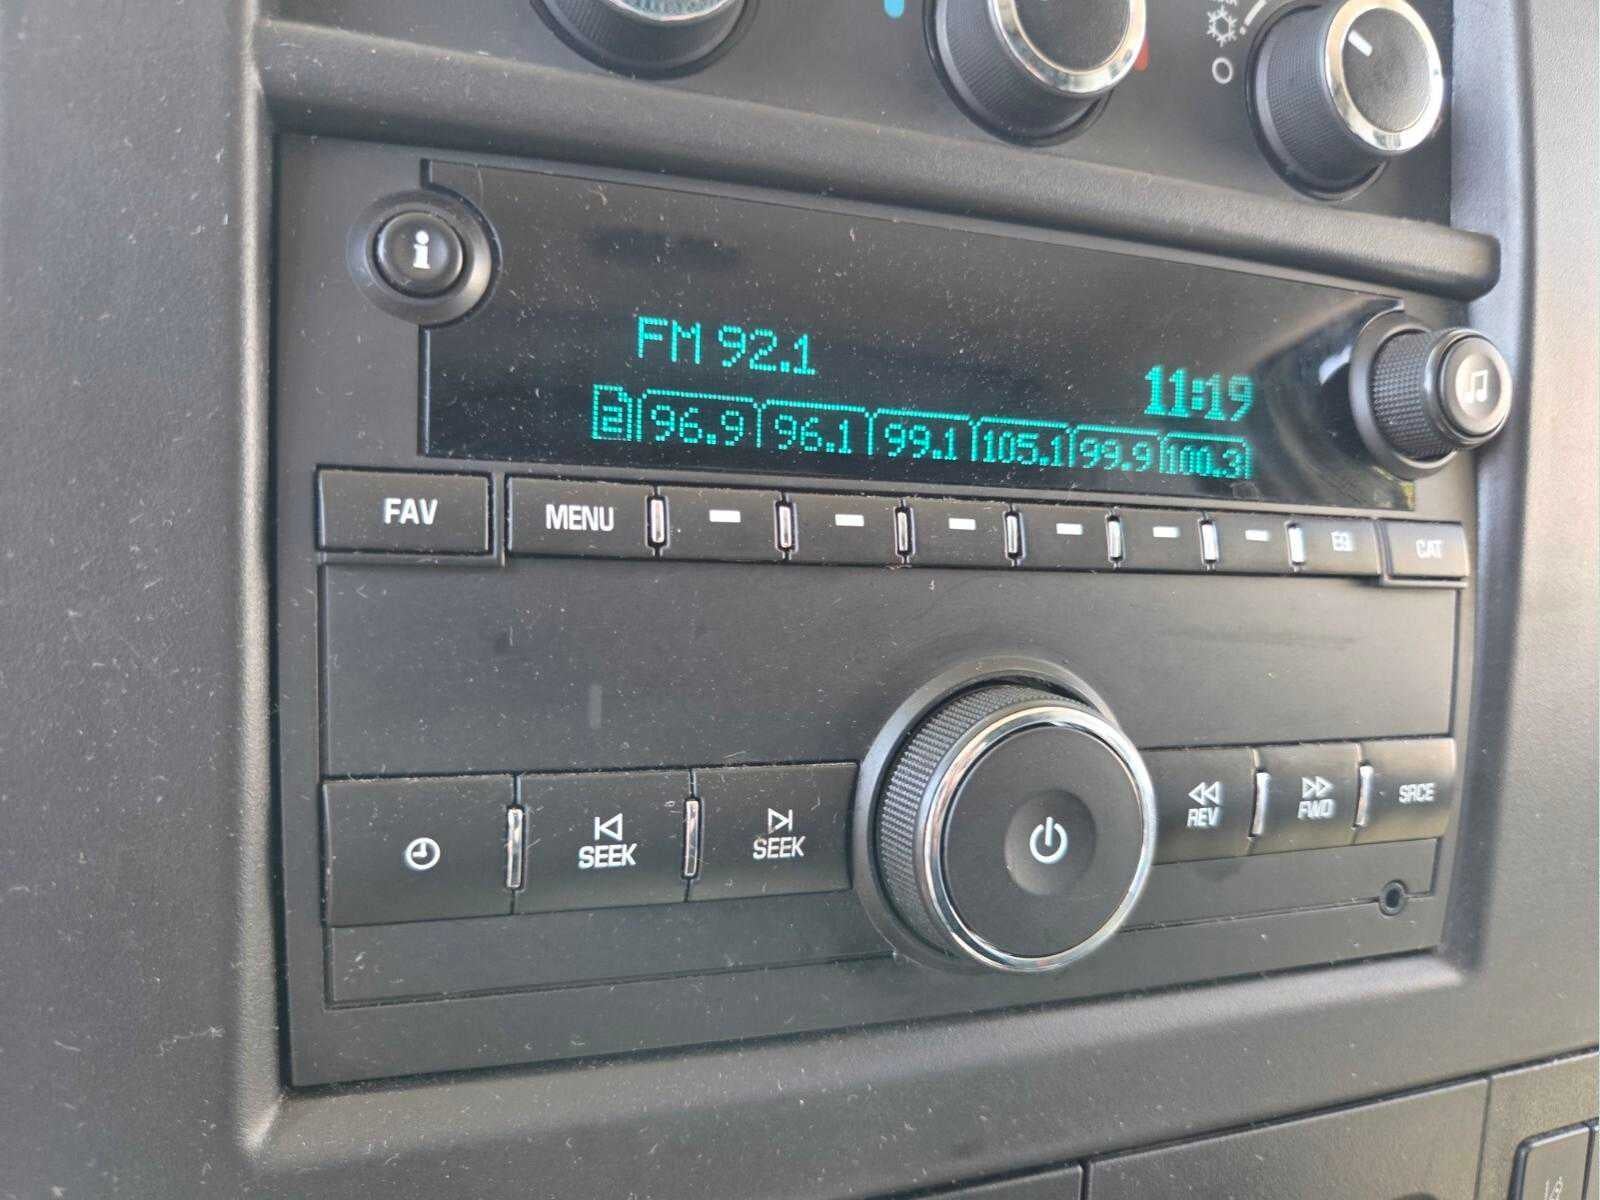 i
FM 92.1
11:19
2 96.9 96.1 99.1 105.1 99.9 100.3
FAV MENU EQ CAT
SEEK SEEK REV FWD SRCE